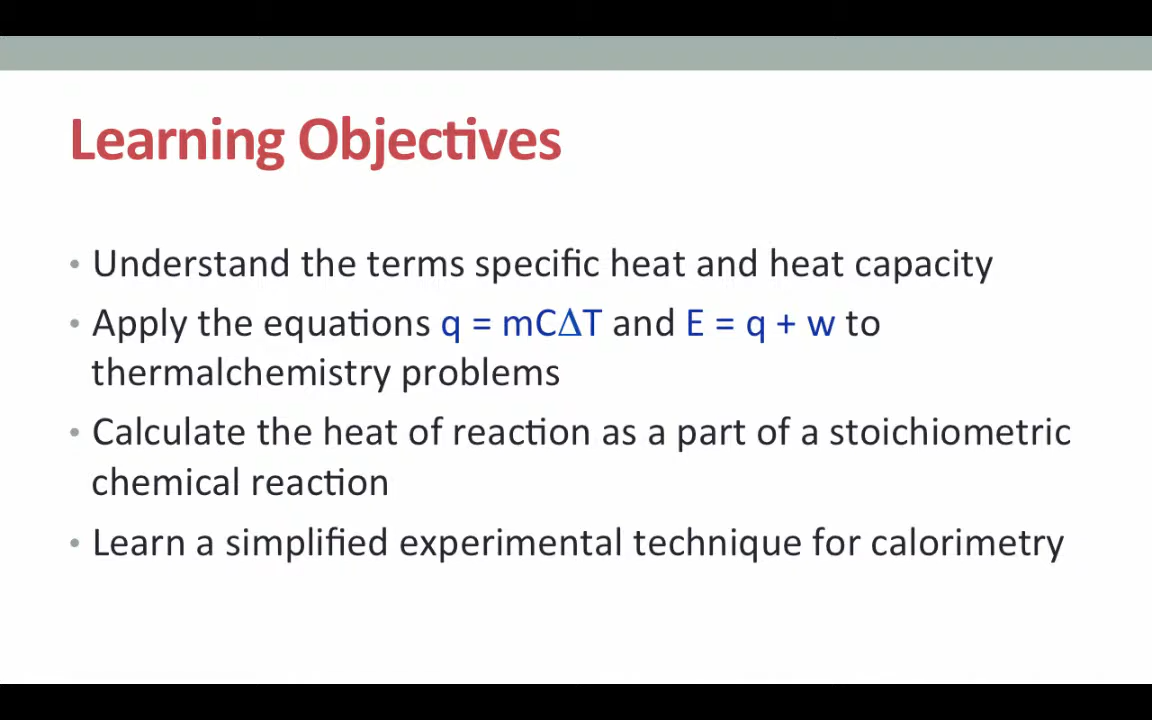 Learning Objectives
• Understand the terms specific heat and heat capacity
• Apply the equations q = mCΔT and E = q + w to
thermalchemistry problems
• Calculate the heat of reaction as a part of a stoichiometric
chemical reaction
• Learn a simplified experimental technique for calorimetry